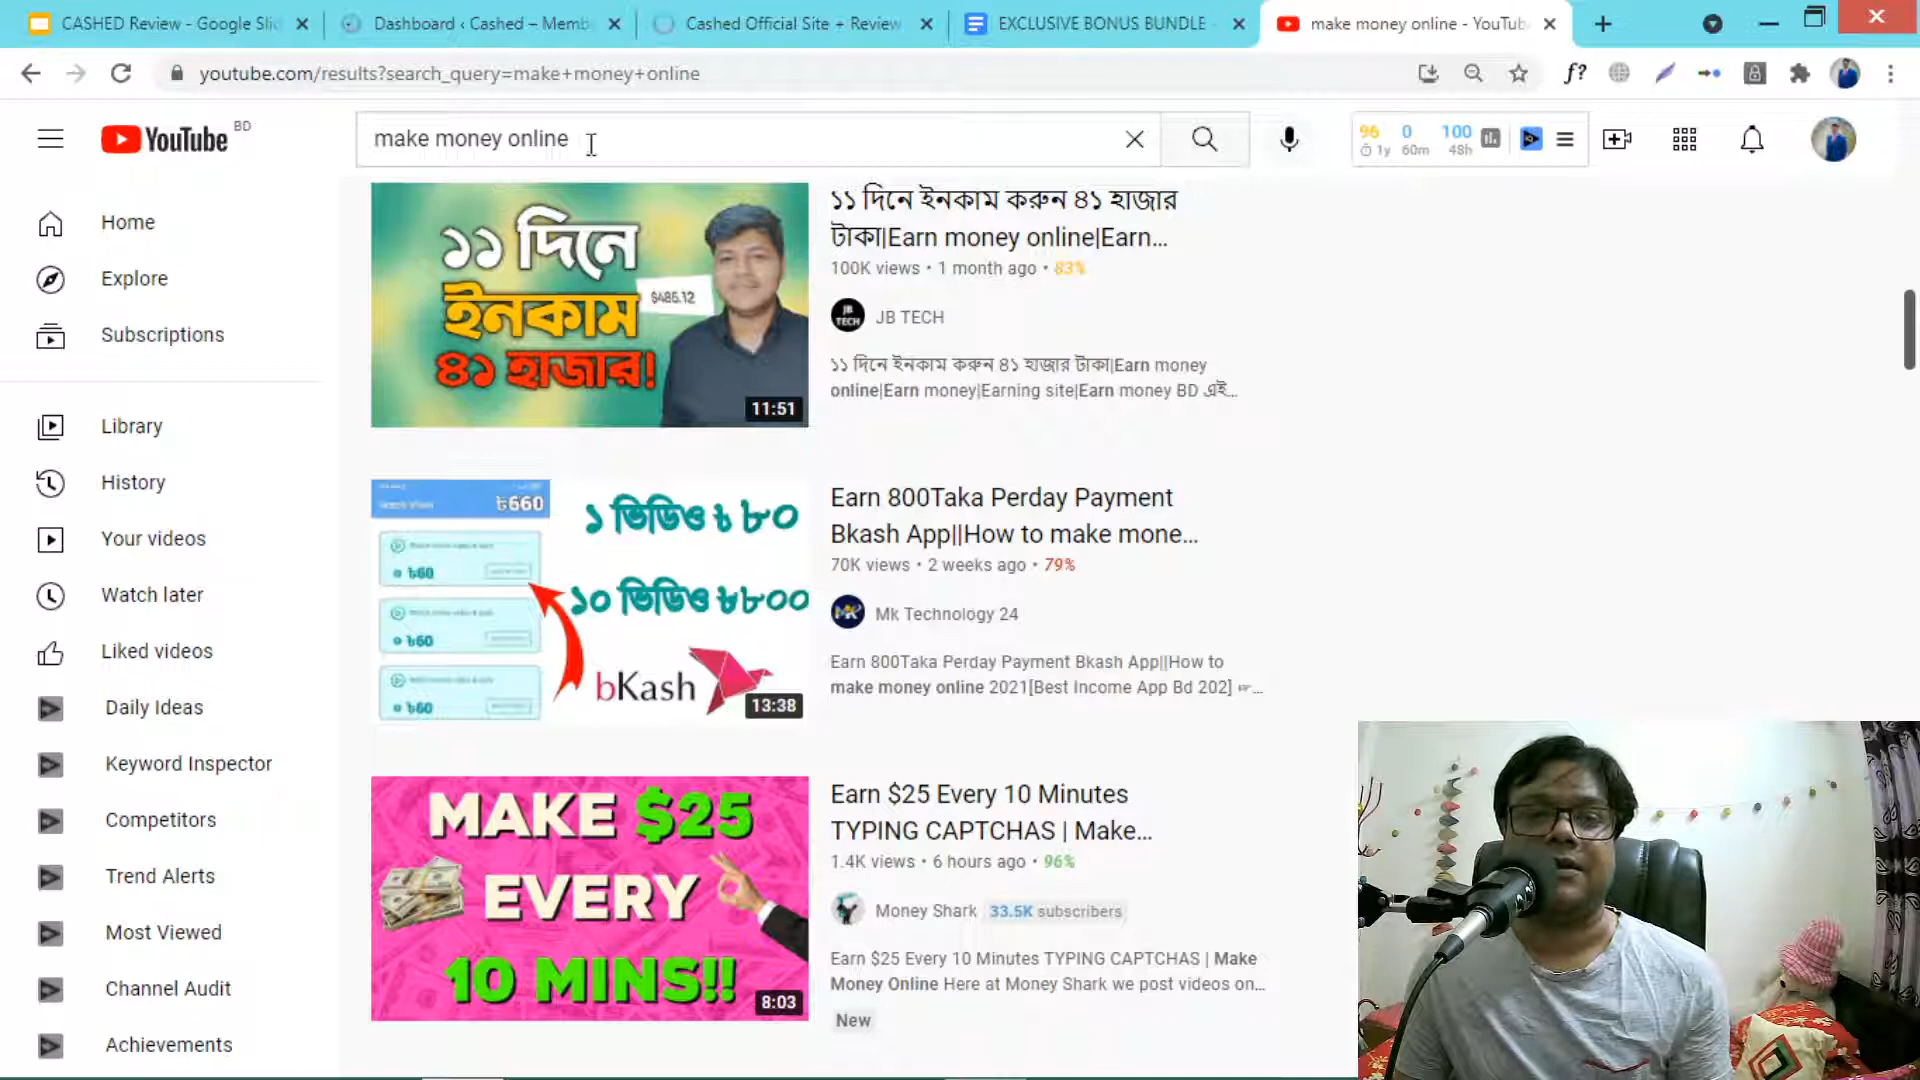 CASHED Review - Google Slid
Dashboard ‹ Cashed – Memb
Cashed Official Site + Review
EXCLUSIVE BONUS BUNDLE -
make money online - YouTub
youtube.com/results?search_query=make+money+online
f?
YouTube BD
make money online
96 0 100
1y 60m 48h
Home
Explore
Subscriptions
Library
History
Your videos
Watch later
Liked videos
Daily Ideas
Keyword Inspector
Competitors
Trend Alerts
Most Viewed
Channel Audit
Achievements
১১ দিনে
ইনকাম
৪১ হাজার!
$485.12
11:51
১১ দিনে ইনকাম করুন ৪১ হাজার
টাকা|Earn money online|Earn...
100K views • 1 month ago • 83%
JB TECH
JB TECH
১১ দিনে ইনকাম করুন ৪১ হাজার টাকা|Earn money
online|Earn money|Earning site|Earn money BD এই...
৳660
৳60
৳60
৳60
১ ভিডিও ৳ ৮০
১০ ভিডিও ৳৮০০
bKash
13:38
Earn 800Taka Perday Payment
Bkash App||How to make mone...
70K views • 2 weeks ago • 79%
MK
Mk Technology 24
Earn 800Taka Perday Payment Bkash App||How to
make money online 2021[Best Income App Bd 202] ☞...
MAKE $25
EVERY
10 MINS!!
8:03
Earn $25 Every 10 Minutes
TYPING CAPTCHAS | Make...
1.4K views • 6 hours ago • 96%
Money Shark 33.5K subscribers
Earn $25 Every 10 Minutes TYPING CAPTCHAS | Make
Money Online Here at Money Shark we post videos on...
New